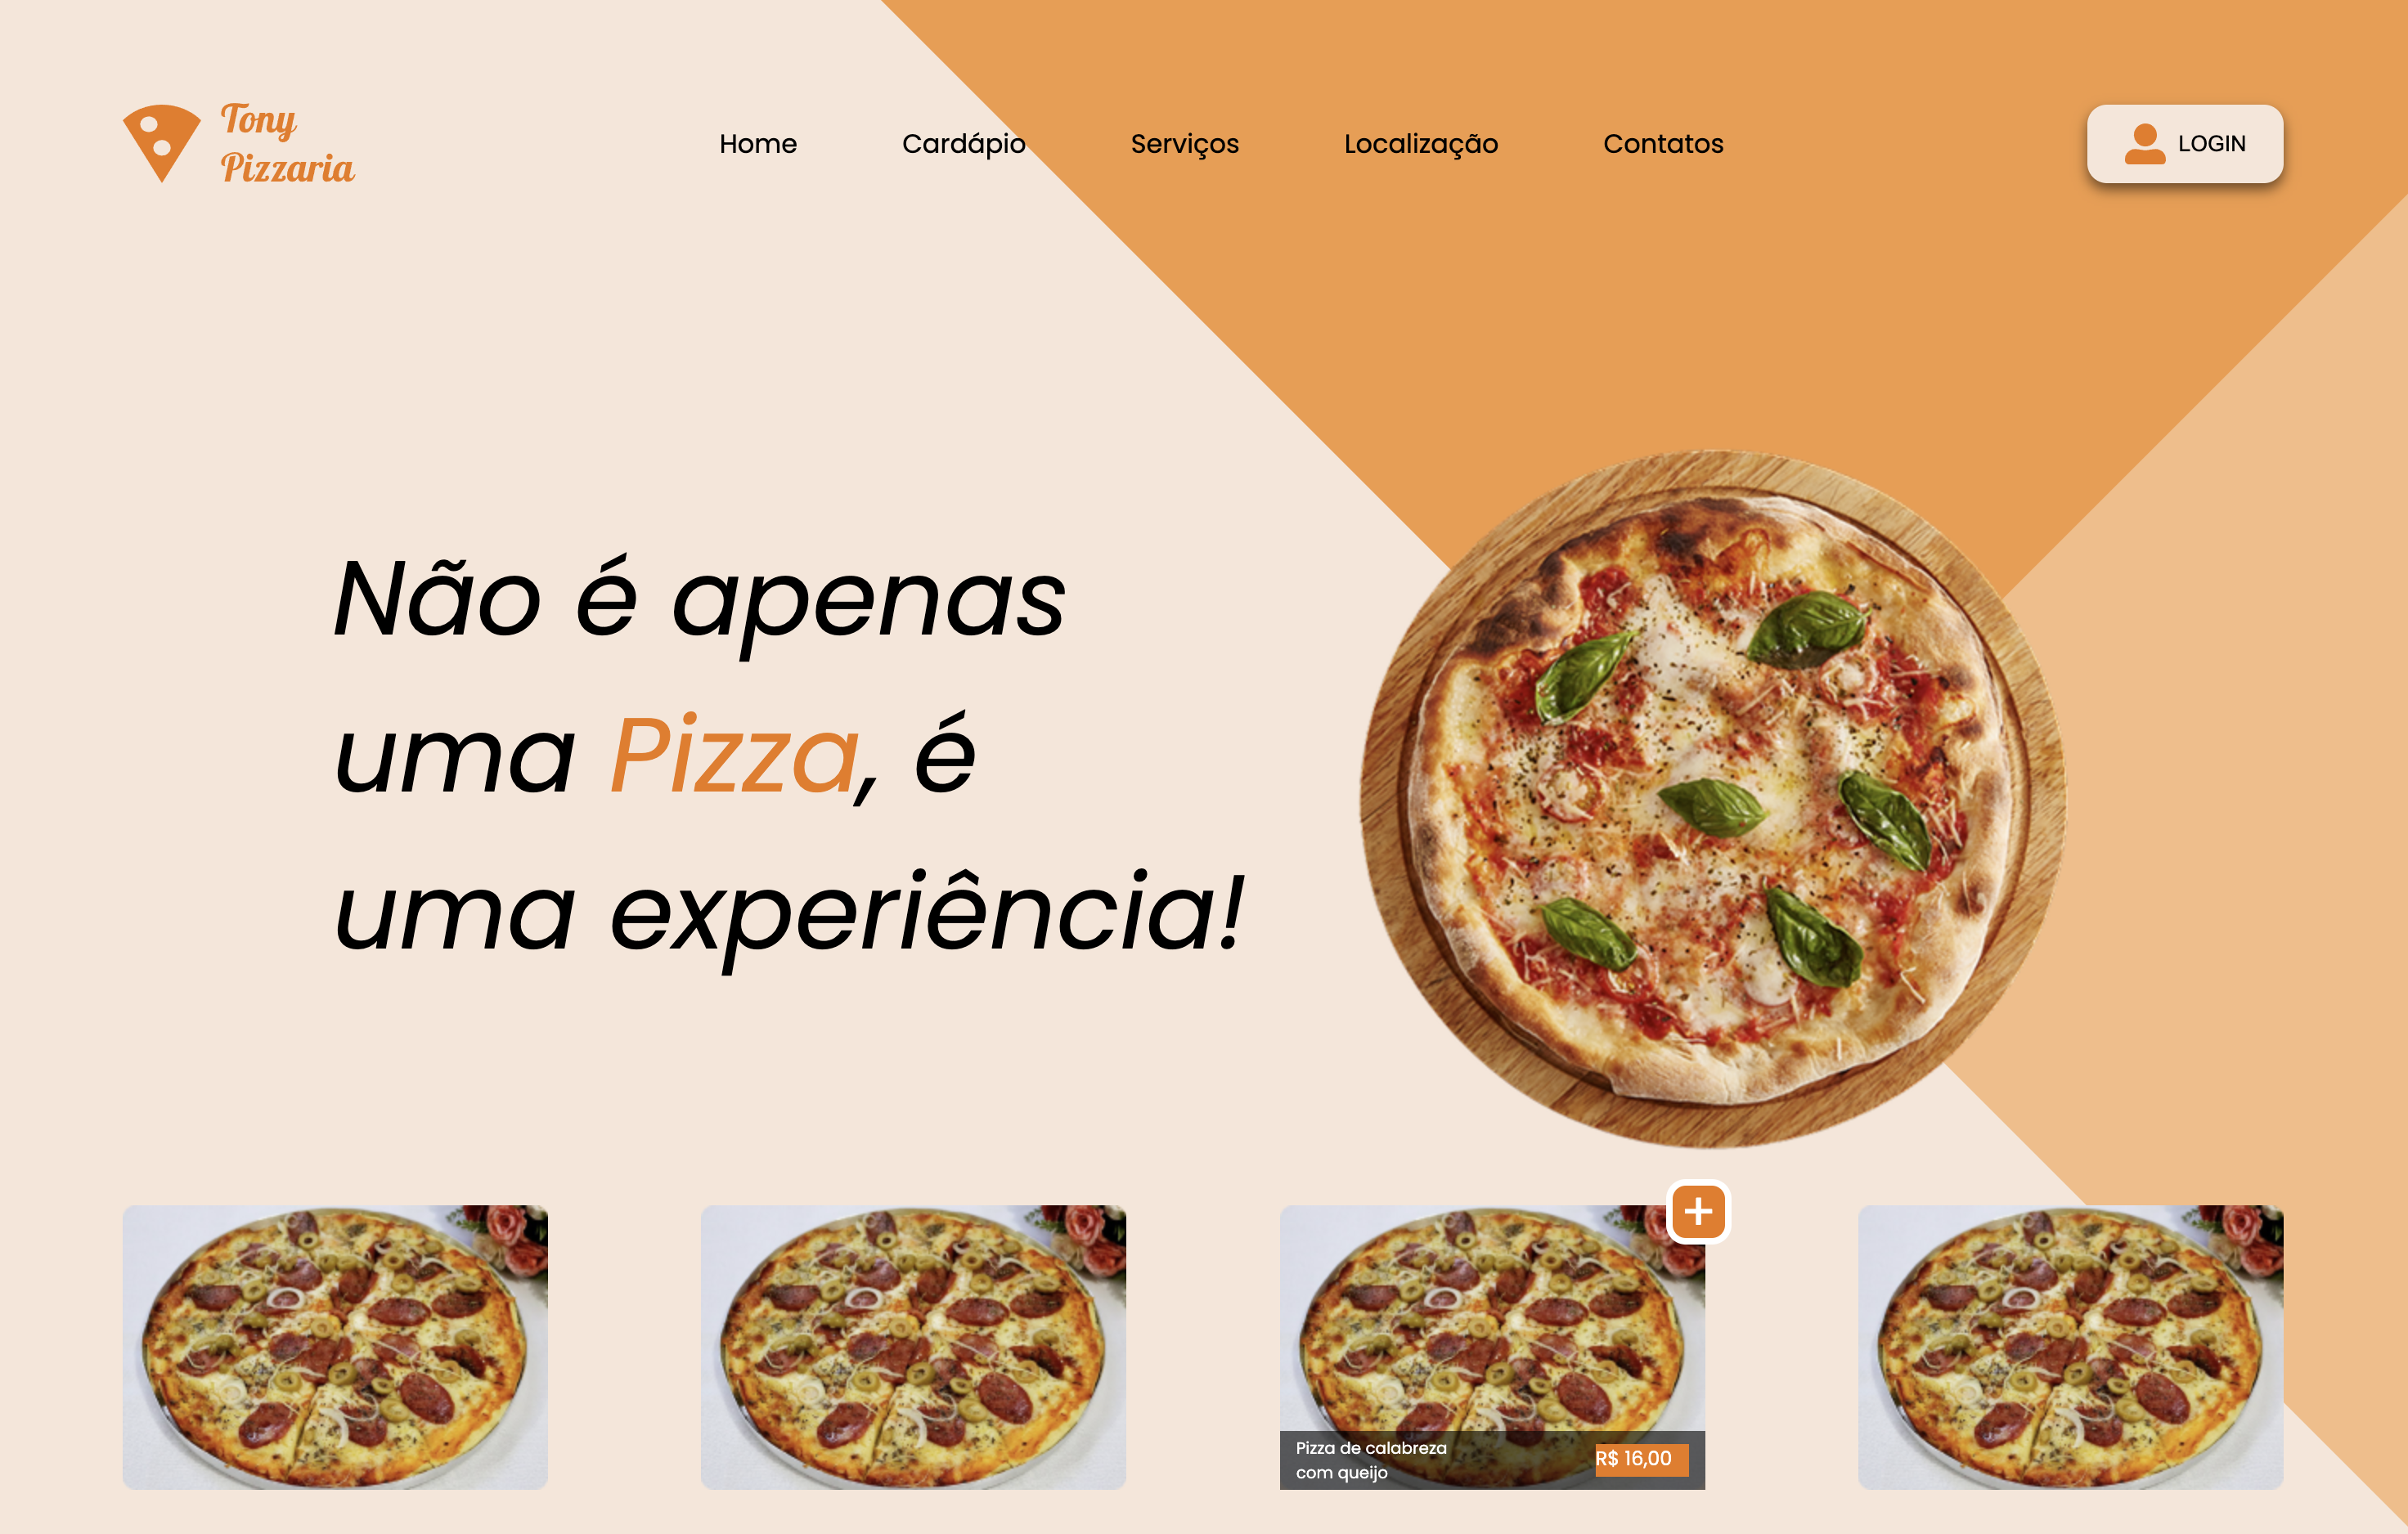 Tony
Pizzaria
Home
Cardápio
Serviços
Localização
Contatos
LOGIN
Não é apenas
uma Pizza, é
uma experiência!
Pizza de calabreza
com queijo
R$ 16,00